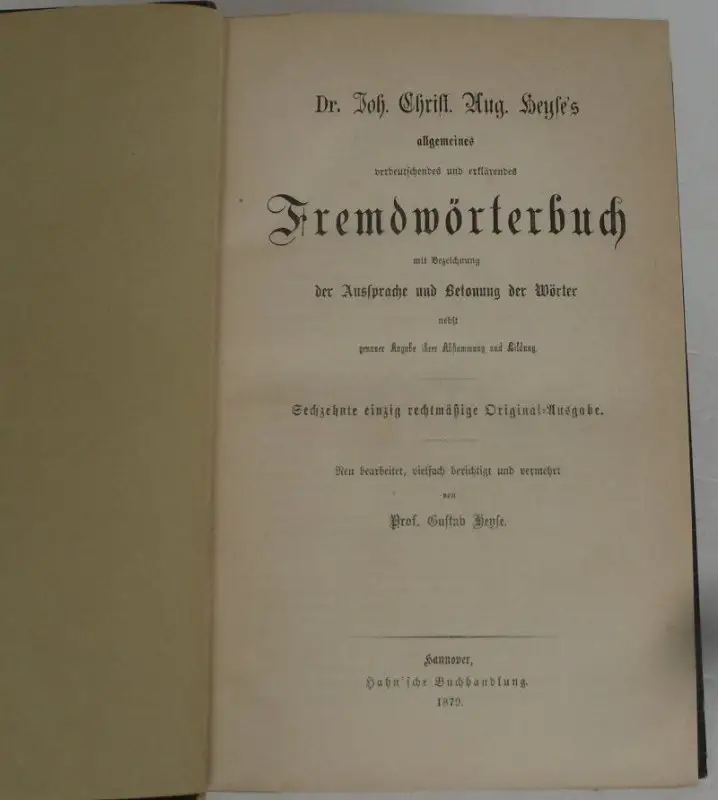 Dr. Joh. Christ. Aug. Heyse's
allgemeines
verdeutschendes und erklärendes
Fremdwörterbuch
mit Bezeichnung
der Aussprache und Betonung der Wörter
nebst
genauer Angabe ihrer Abstammung und Bildung.
Sechzehnte einzig rechtmäßige Original-Ausgabe.
Neu bearbeitet, vielfach berichtigt und vermehrt
von
Prof. Gustav Heyse.
Hannover,
Hahn'sche Buchhandlung.
1879.